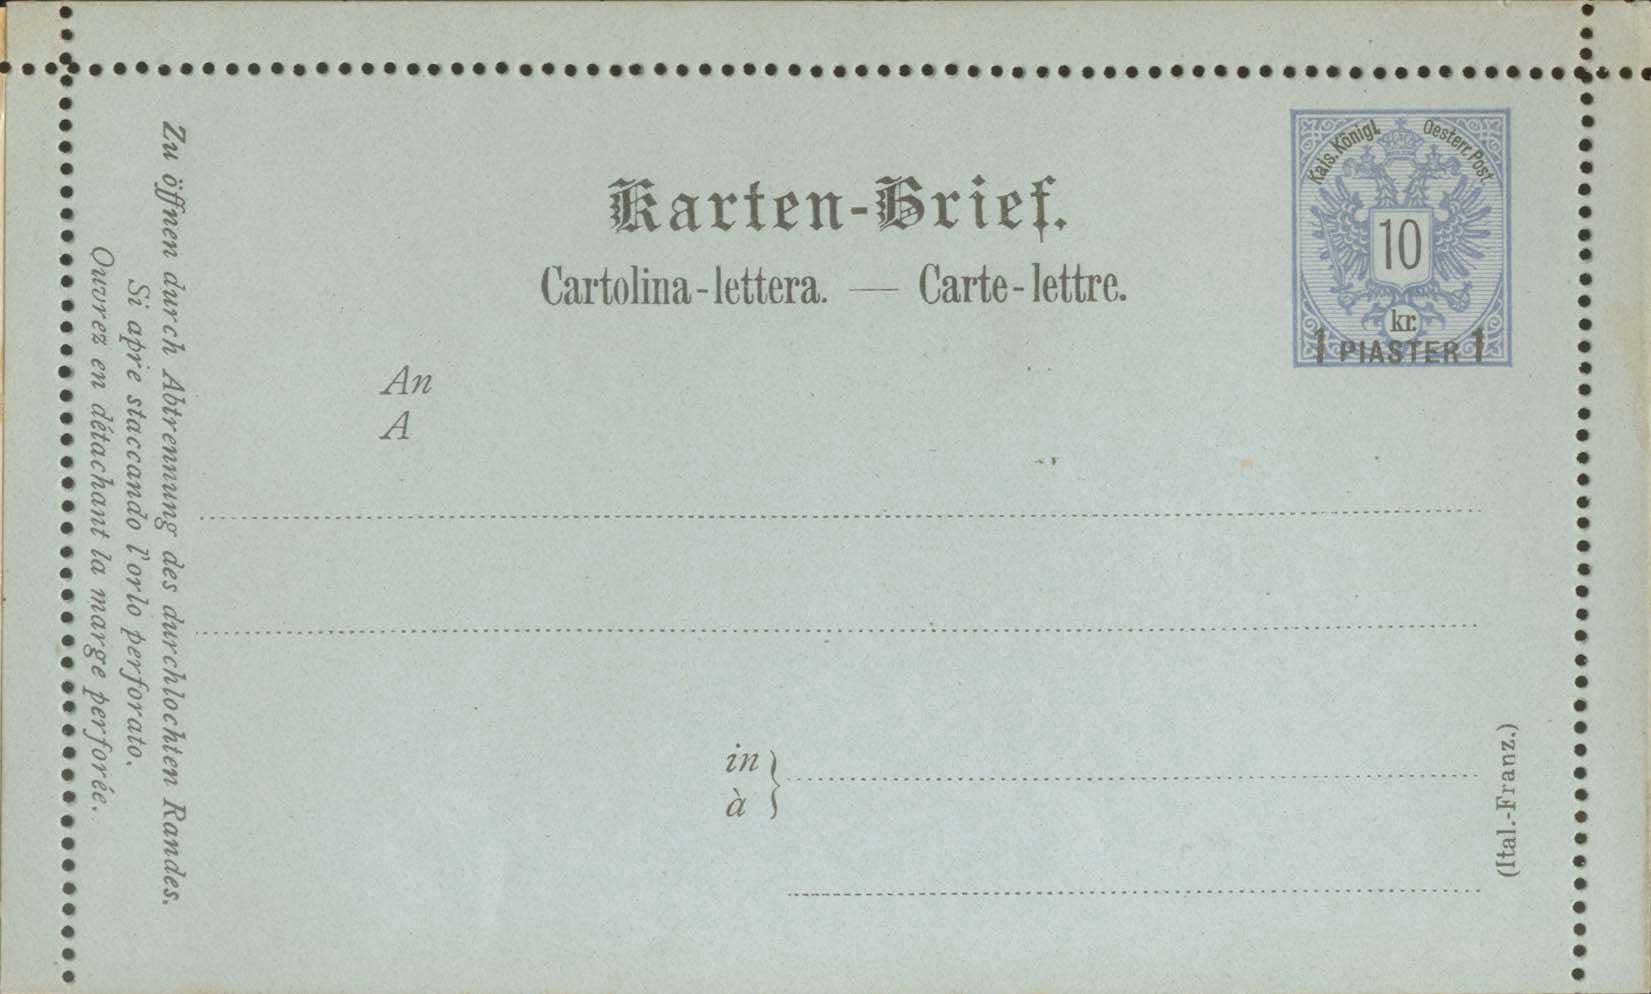 Karten-Brief.
Cartolina-lettera. — Carte-lettre.
Kais. Königl. Oesterr. Post.
10
kr.
1 PIASTER 1
An
A
in
à
(Ital.-Franz.)
Zu öffnen durch Abtrennung des durchlochten Randes.
Si apre staccando l'orlo perforato.
Ouvrez en détachant la marge perforée.